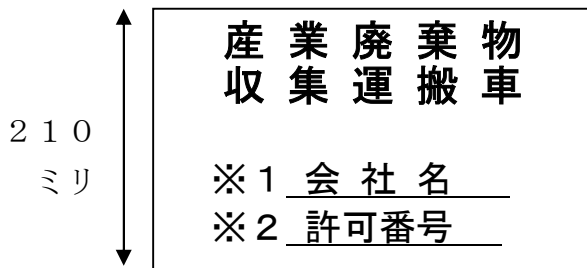 産業廃棄物
収集運搬車
210
ミリ
※1 会社名
※2 許可番号